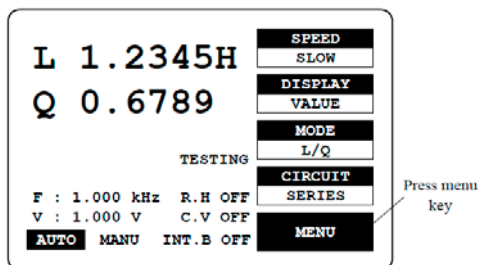 L 1.2345H
Q 0.6789
TESTING
F : 1.000 kHz R.H OFF
V : 1.000 V C.V OFF
AUTO MANU INT.B OFF
SPEED
SLOW
DISPLAY
VALUE
MODE
L/Q
CIRCUIT
SERIES
MENU
Press menu
key